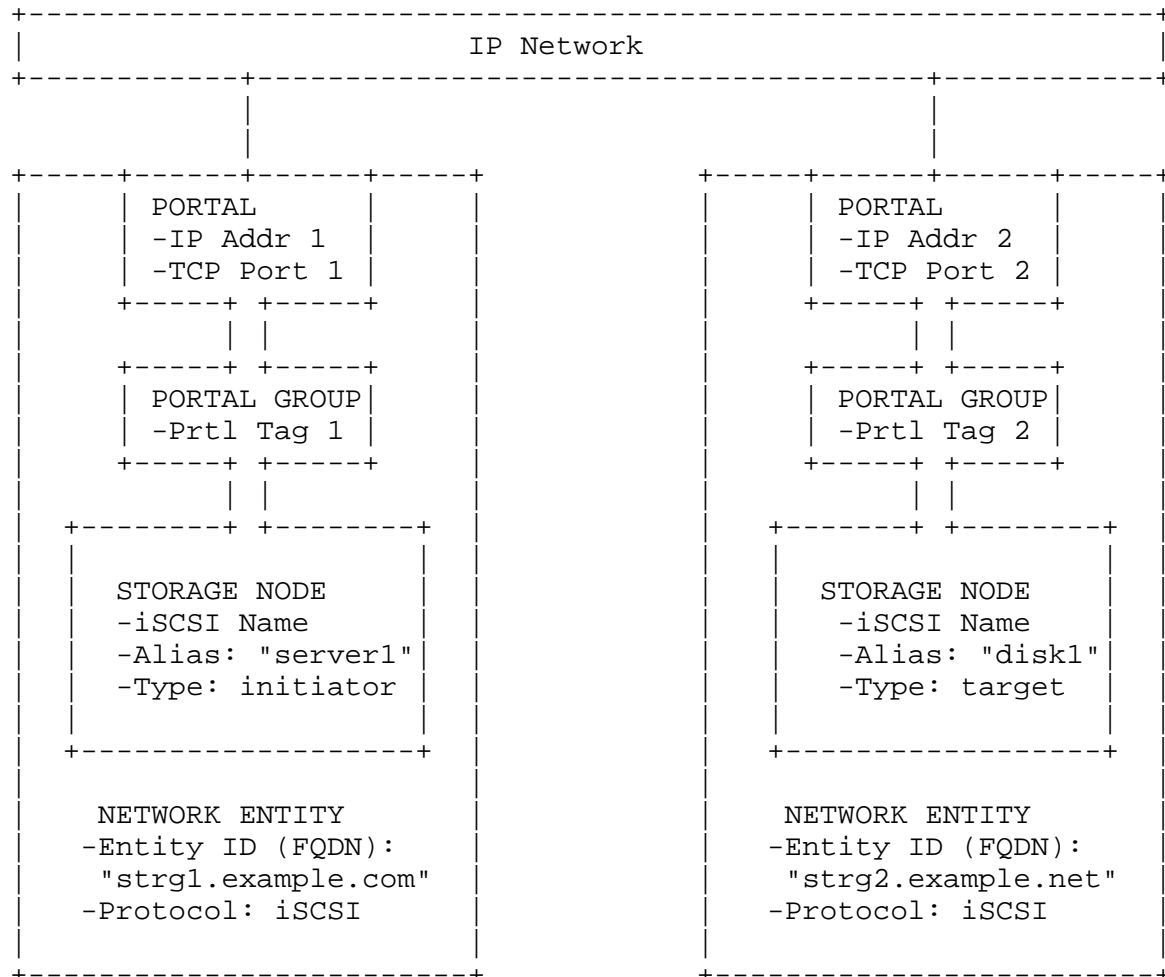 IP Network
PORTAL
-IP Addr 1
-TCP Port 1
PORTAL GROUP
-Prtl Tag 1
STORAGE NODE
-iSCSI Name
-Alias: "server1"
-Type: initiator
NETWORK ENTITY
-Entity ID (FQDN):
"strg1.example.com"
-Protocol: iSCSI
PORTAL
-IP Addr 2
-TCP Port 2
PORTAL GROUP
-Prtl Tag 2
STORAGE NODE
-iSCSI Name
-Alias: "disk1"
-Type: target
NETWORK ENTITY
-Entity ID (FQDN):
"strg2.example.net"
-Protocol: iSCSI